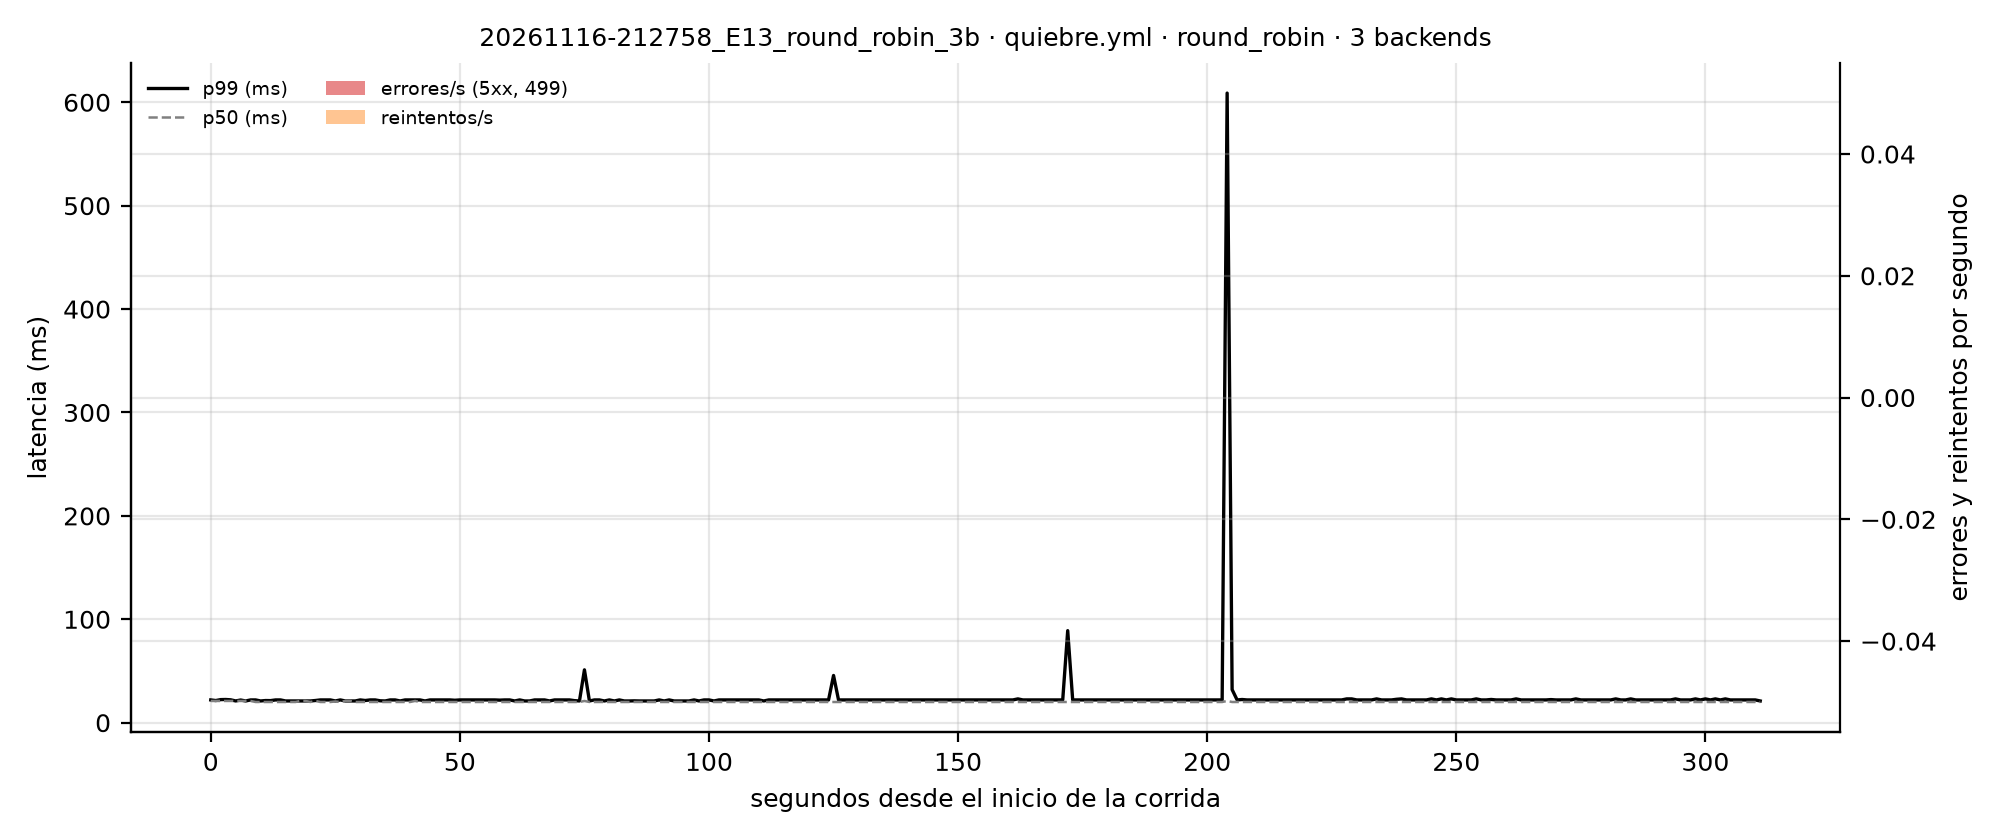 20261116-212758_E13_round_robin_3b · quiebre.yml · round_robin · 3 backends
p99 (ms)
p50 (ms)
errores/s (5xx, 499)
reintentos/s
latencia (ms)
600
500
400
300
200
100
0
0.04
0.02
0.00
−0.02
−0.04
errores y reintentos por segundo
0 50 100 150 200 250 300
segundos desde el inicio de la corrida